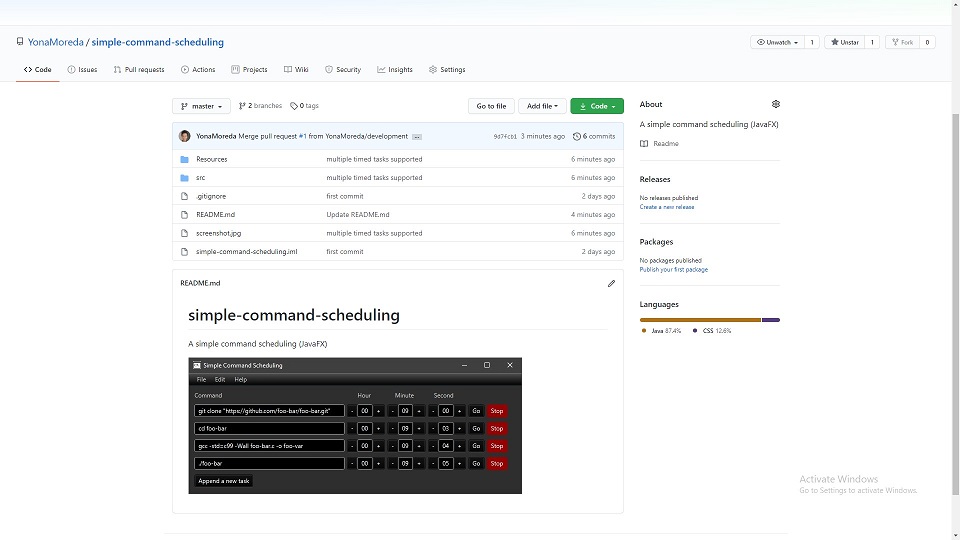 YonaMoreda / simple-command-scheduling
Unwatch 1 Unstar 1 Fork 0
Code Issues Pull requests Actions Projects Wiki Security Insights Settings
master 2 branches 0 tags Go to file Add file Code
YonaMoreda Merge pull request #1 from YonaMoreda/development ... 9d7fcb1 3 minutes ago 6 commits
Resources multiple timed tasks supported 6 minutes ago
src multiple timed tasks supported 6 minutes ago
.gitignore first commit 2 days ago
README.md Update README.md 4 minutes ago
screenshot.jpg multiple timed tasks supported 6 minutes ago
simple-command-scheduling.iml first commit 2 days ago
README.md
simple-command-scheduling
A simple command scheduling (JavaFX)
Simple Command Scheduling
File Edit Help
Command Hour Minute Second
git clone "https://github.com/foo-bar/foo-bar.git" - 00 + - 09 + - 00 + Go Stop
cd foo-bar - 00 + - 09 + - 03 + Go Stop
gcc -std=c99 -Wall foo-bar.c -o foo-var - 00 + - 09 + - 04 + Go Stop
./foo-bar - 00 + - 09 + - 05 + Go Stop
Append a new task
About
A simple command scheduling (JavaFX)
Readme
Releases
No releases published
Create a new release
Packages
No packages published
Publish your first package
Languages
Java 87.4% CSS 12.6%
Activate Windows
Go to Settings to activate Windows.